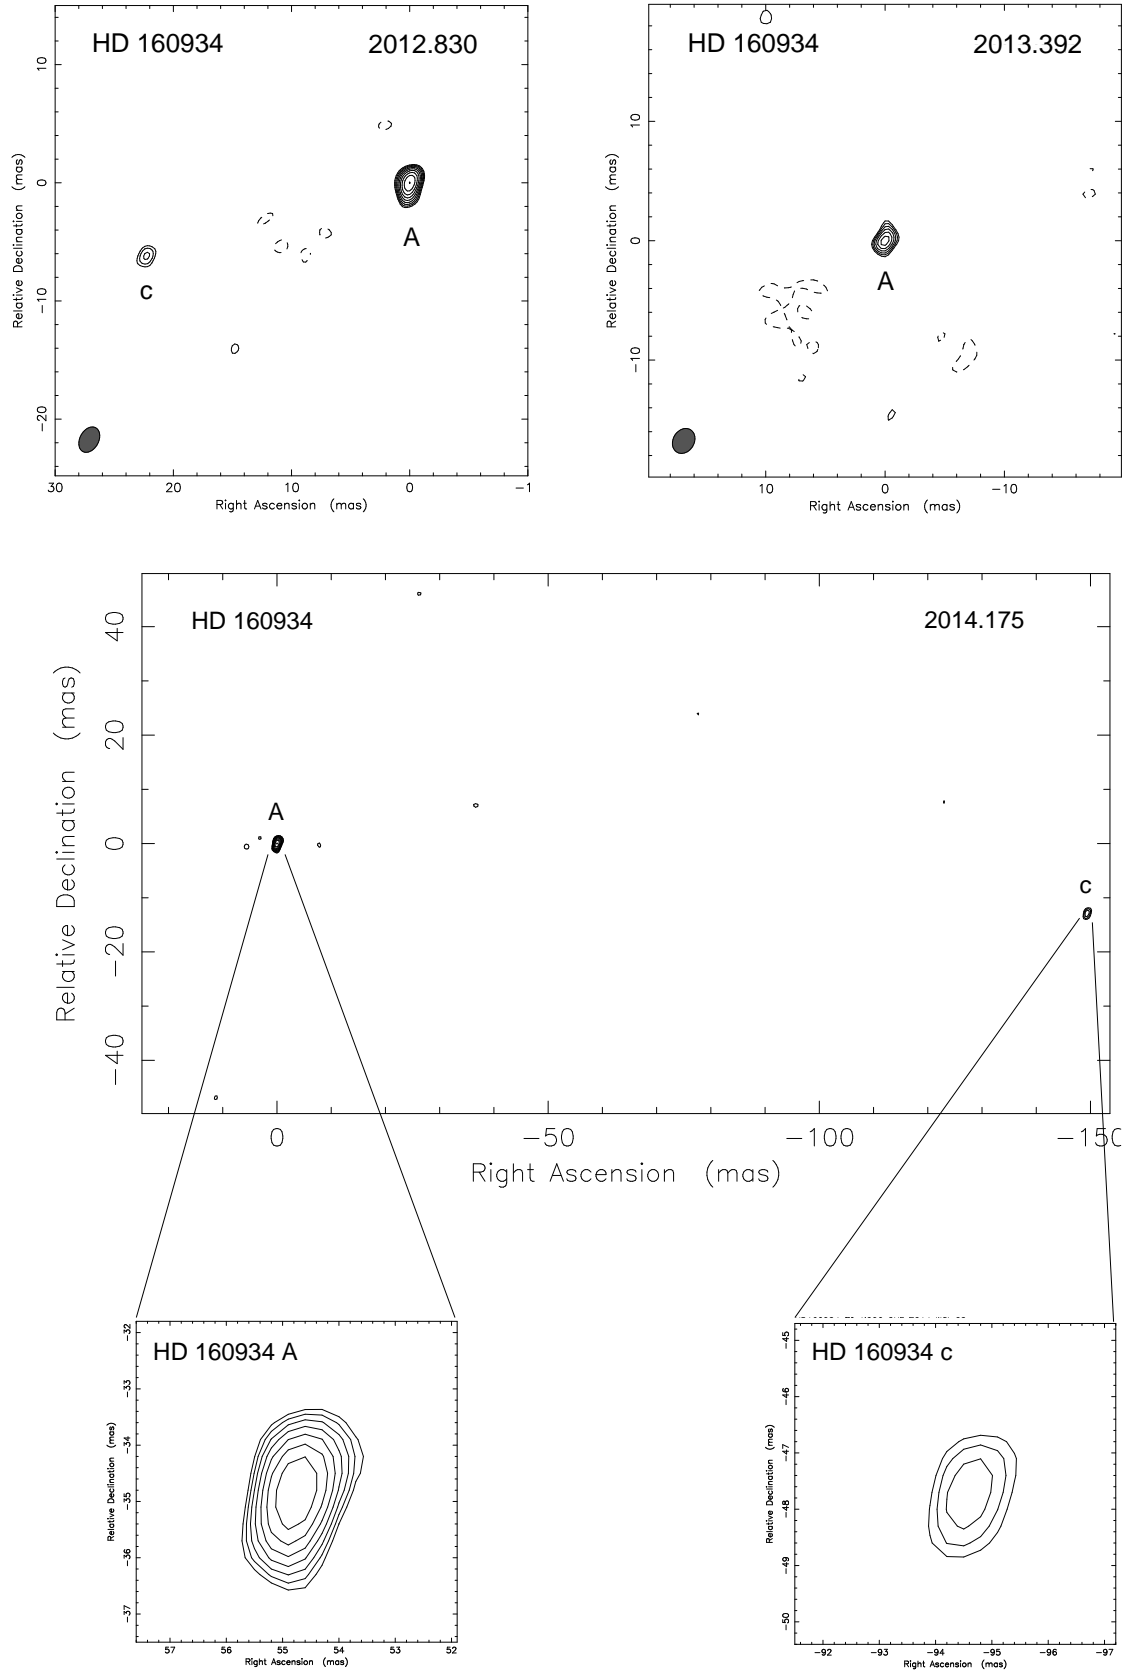 HD 160934 2012.830
10
0
−10
−20
Relative Declination (mas)
A
c
30 20 10 0 −1
Right Ascension (mas)
HD 160934 2013.392
10
0
−10
Relative Declination (mas)
A
10 0 −10
Right Ascension (mas)
HD 160934 2014.175
40
20
0
−20
−40
Relative Declination (mas)
A
c
0 −50 −100 −150
Right Ascension (mas)
HD 160934 A
−32
−33
−34
−35
−36
−37
Relative Declination (mas)
57 56 55 54 53 52
Right Ascension (mas)
HD 160934 c
−45
−46
−47
−48
−49
−50
Relative Declination (mas)
−92 −93 −94 −95 −96 −97
Right Ascension (mas)